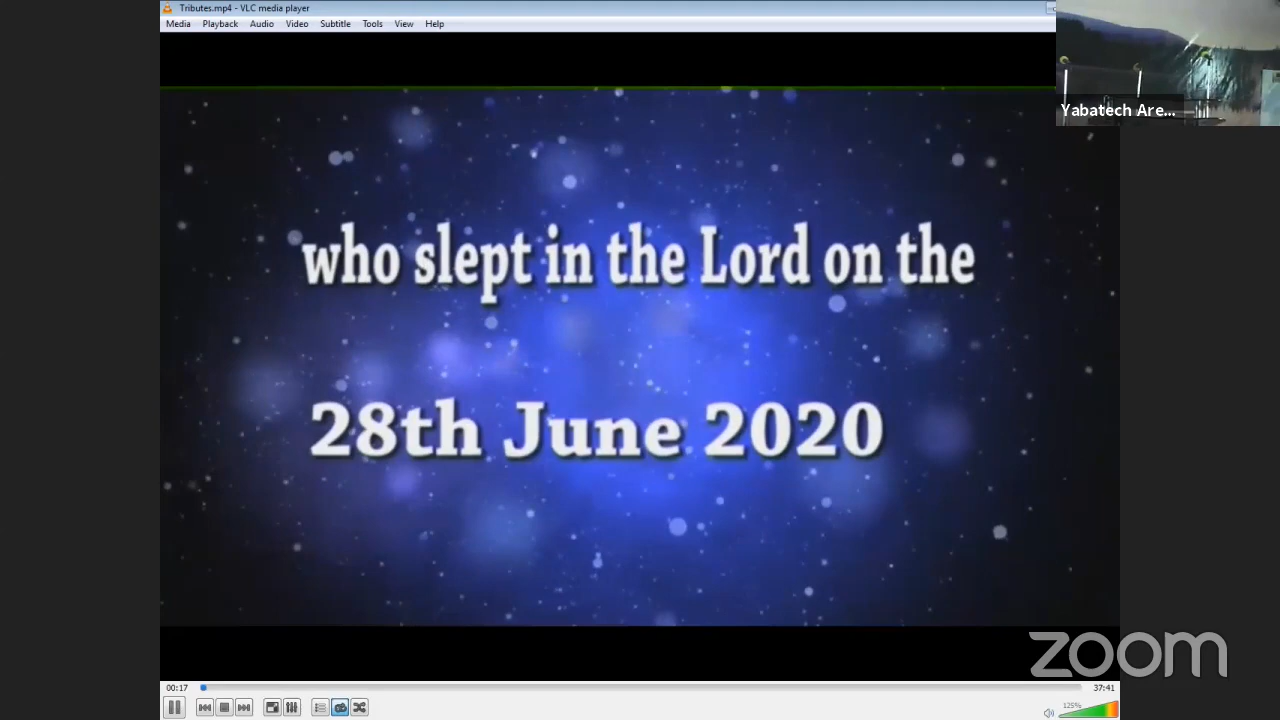 Tributes.mp4 - VLC media player
Media Playback Audio Video Subtitle Tools View Help
Yabatech Are...
who slept in the Lord on the
28th June 2020
zoom
00:17
37:41
125%